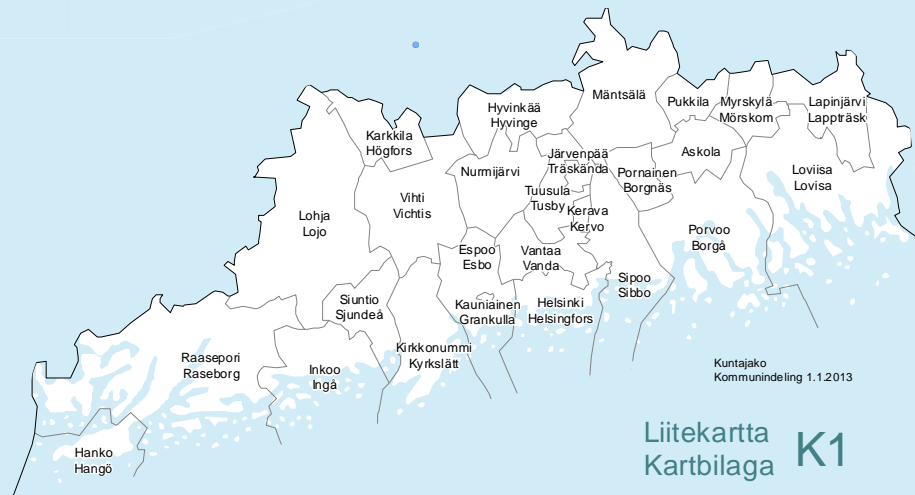 Mäntsälä
Hyvinkää
Hyvinge
Pukkila
Myrskylä
Mörskom
Lapinjärvi
Lappträsk
Karkkila
Högfors
Järvenpää
Träskända
Askola
Nurmijärvi
Pornainen
Borgnäs
Loviisa
Lovisa
Vihti
Vichtis
Tuusula
Tusby
Kerava
Kervo
Lohja
Lojo
Porvoo
Borgå
Espoo
Esbo
Vantaa
Vanda
Sipoo
Sibbo
Siuntio
Sjundeå
Kauniainen
Grankulla
Helsinki
Helsingfors
Kirkkonummi
Kyrkslätt
Raasepori
Raseborg
Inkoo
Ingå
Hanko
Hangö
Kuntajako
Kommunindeling 1.1.2013
Liitekartta
Kartbilaga
K1